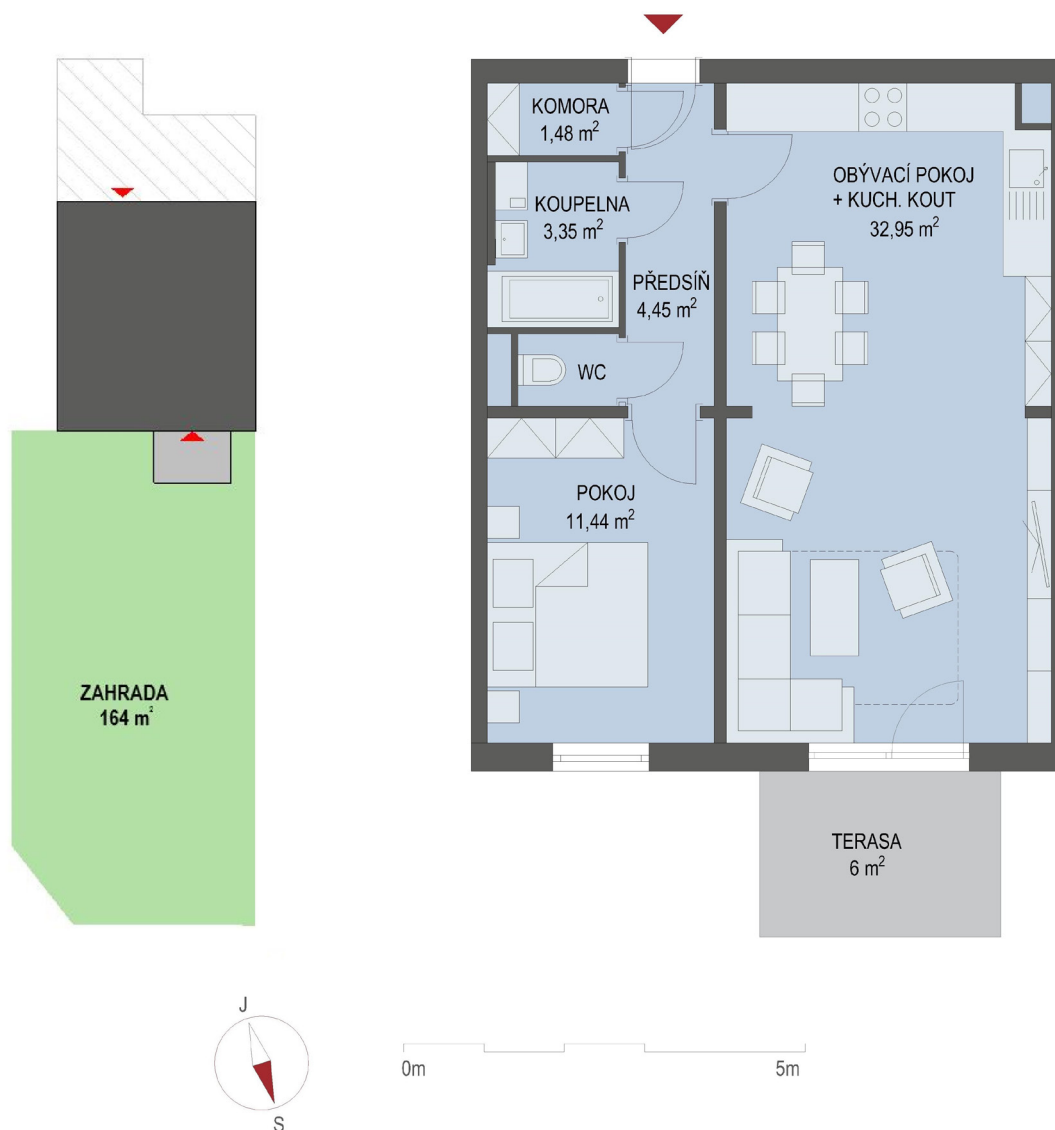 KOMORA
1,48 m²
KOUPELNA
3,35 m²
OBÝVACÍ POKOJ
+ KUCH. KOUT
32,95 m²
PŘEDSÍŇ
4,45 m²
WC
POKOJ
11,44 m²
ZAHRADA
164 m²
TERASA
6 m²
J
S
0m
5m